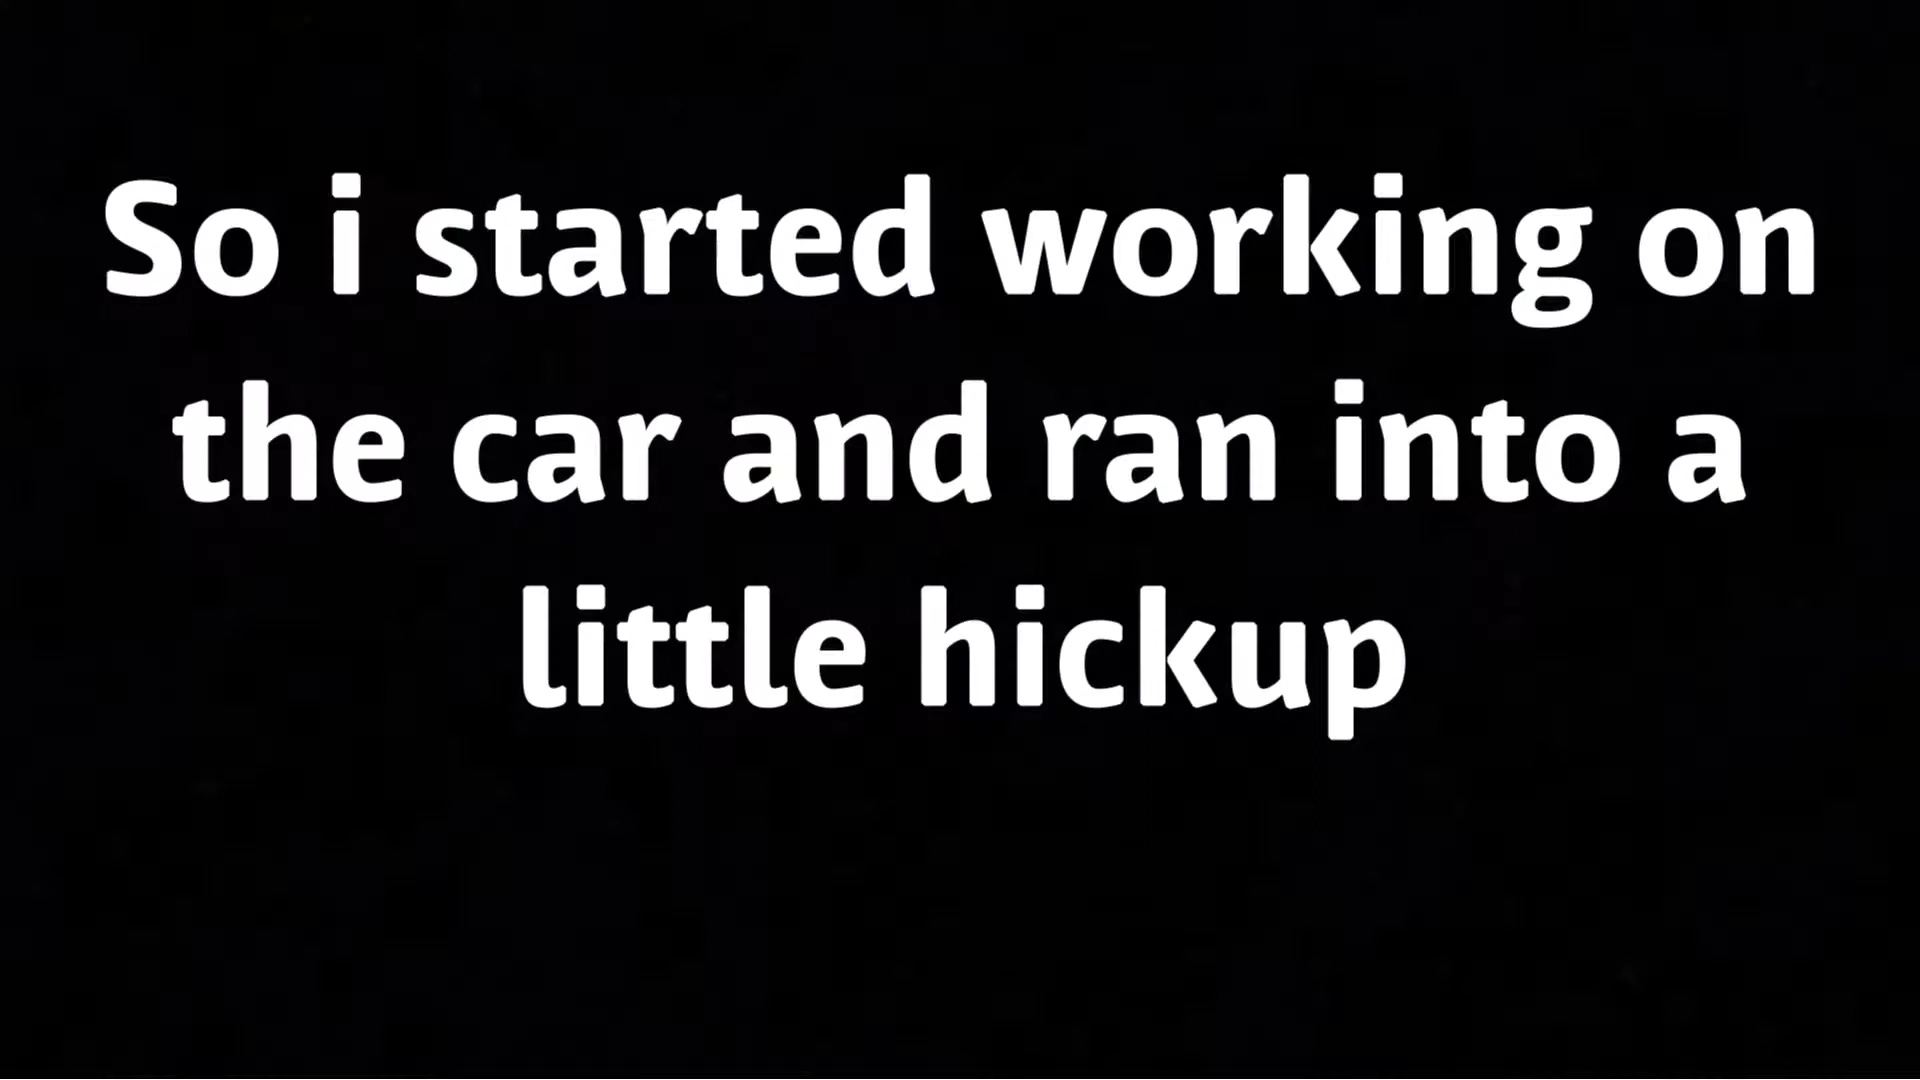 So i started working on
the car and ran into a
little hickup